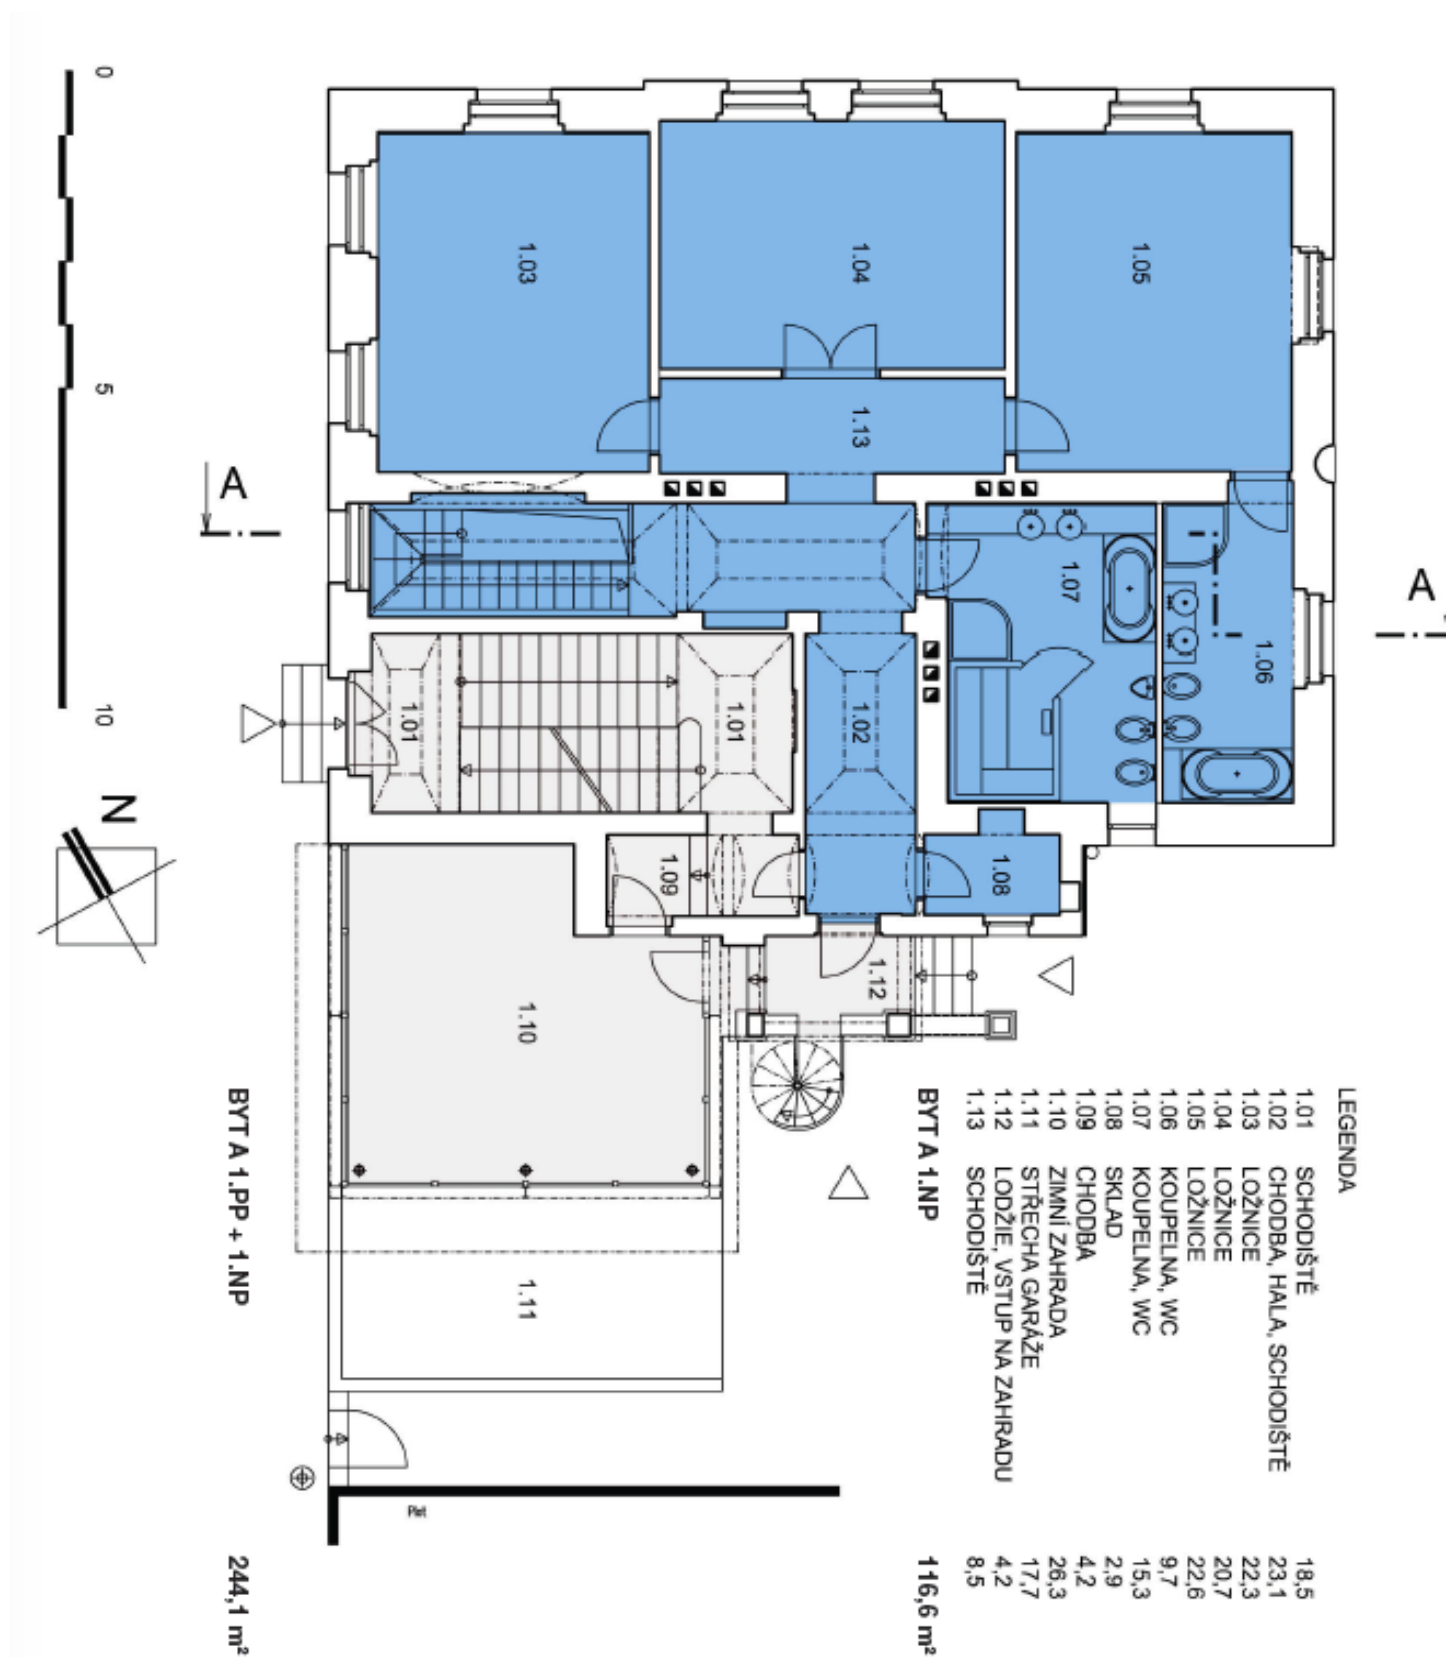 0
5
10
N
A
A
1.03
1.04
1.05
1.13
1.07
1.06
1.01
1.01
1.02
1.09
1.08
1.12
1.10
1.11
LEGENDA
1.01 SCHODIŠTĚ 18,5
1.02 CHODBA, HALA, SCHODIŠTĚ 23,1
1.03 LOŽNICE 22,3
1.04 LOŽNICE 20,7
1.05 LOŽNICE 22,6
1.06 KOUPELNA, WC 9,7
1.07 KOUPELNA, WC 15,3
1.08 SKLAD 2,9
1.09 CHODBA 4,2
1.10 ZIMNÍ ZAHRADA 26,3
1.11 STŘECHA GARÁŽE 17,7
1.12 LODŽIE, VSTUP NA ZAHRADU 4,2
1.13 SCHODIŠTĚ 8,5
BYT A 1.NP 116,6 m²
BYT A 1.PP + 1.NP 244,1 m²